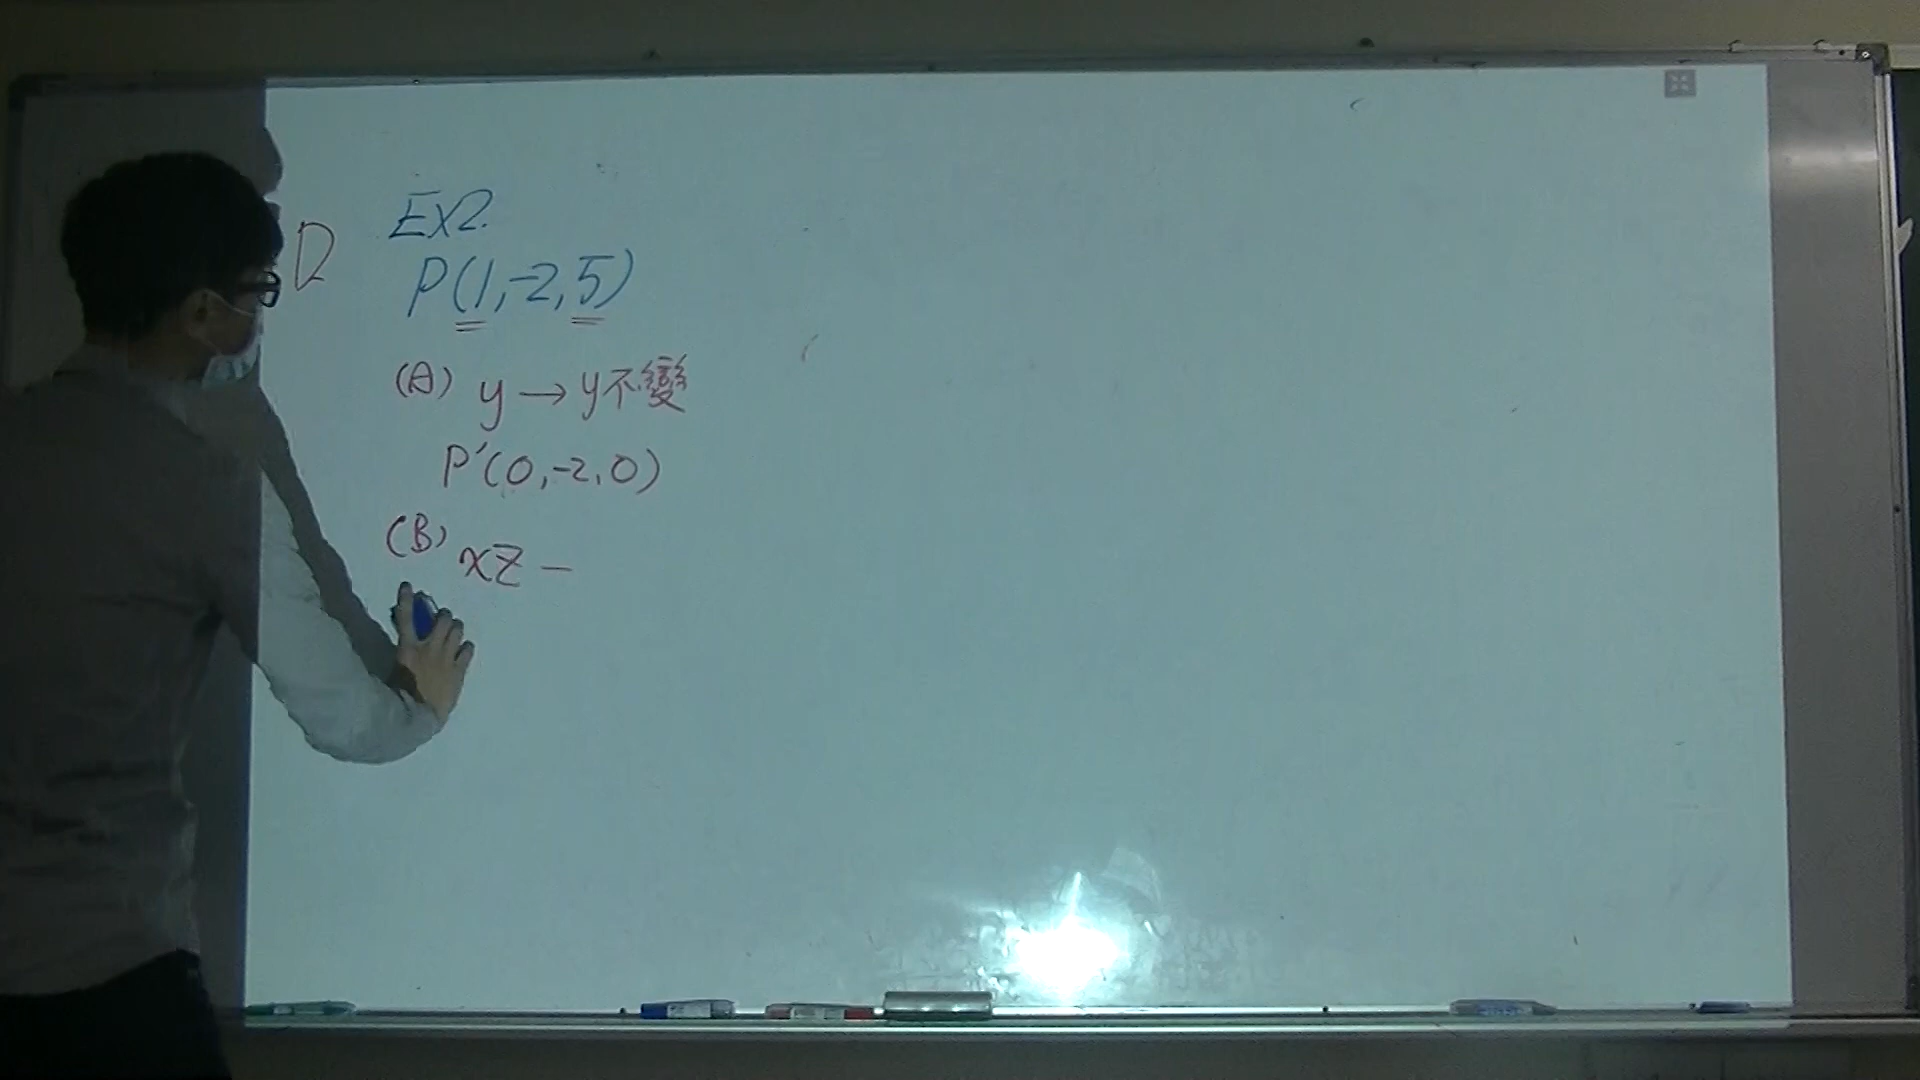 D
Ex2.
P(1,-2,5)
(A) y → y不變
P'(0,-2,0)
(B) xz –